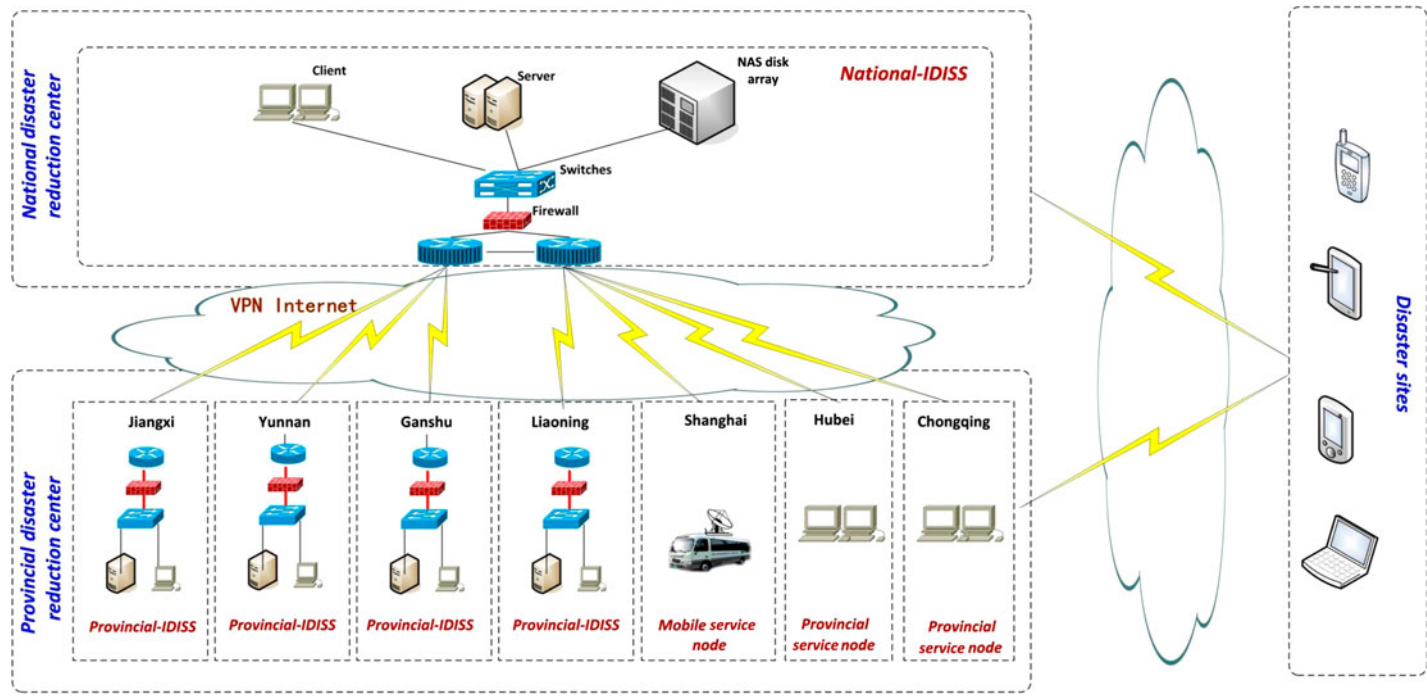 National disaster
reduction center
Client
Server
NAS disk
array
National-IDISS
Switches
Firewall
VPN Internet
Provincial disaster
reduction center
Jiangxi
Yunnan
Ganshu
Liaoning
Shanghai
Hubei
Chongqing
Provincial-IDISS
Provincial-IDISS
Provincial-IDISS
Provincial-IDISS
Mobile service
node
Provincial
service node
Provincial
service node
Disaster sites